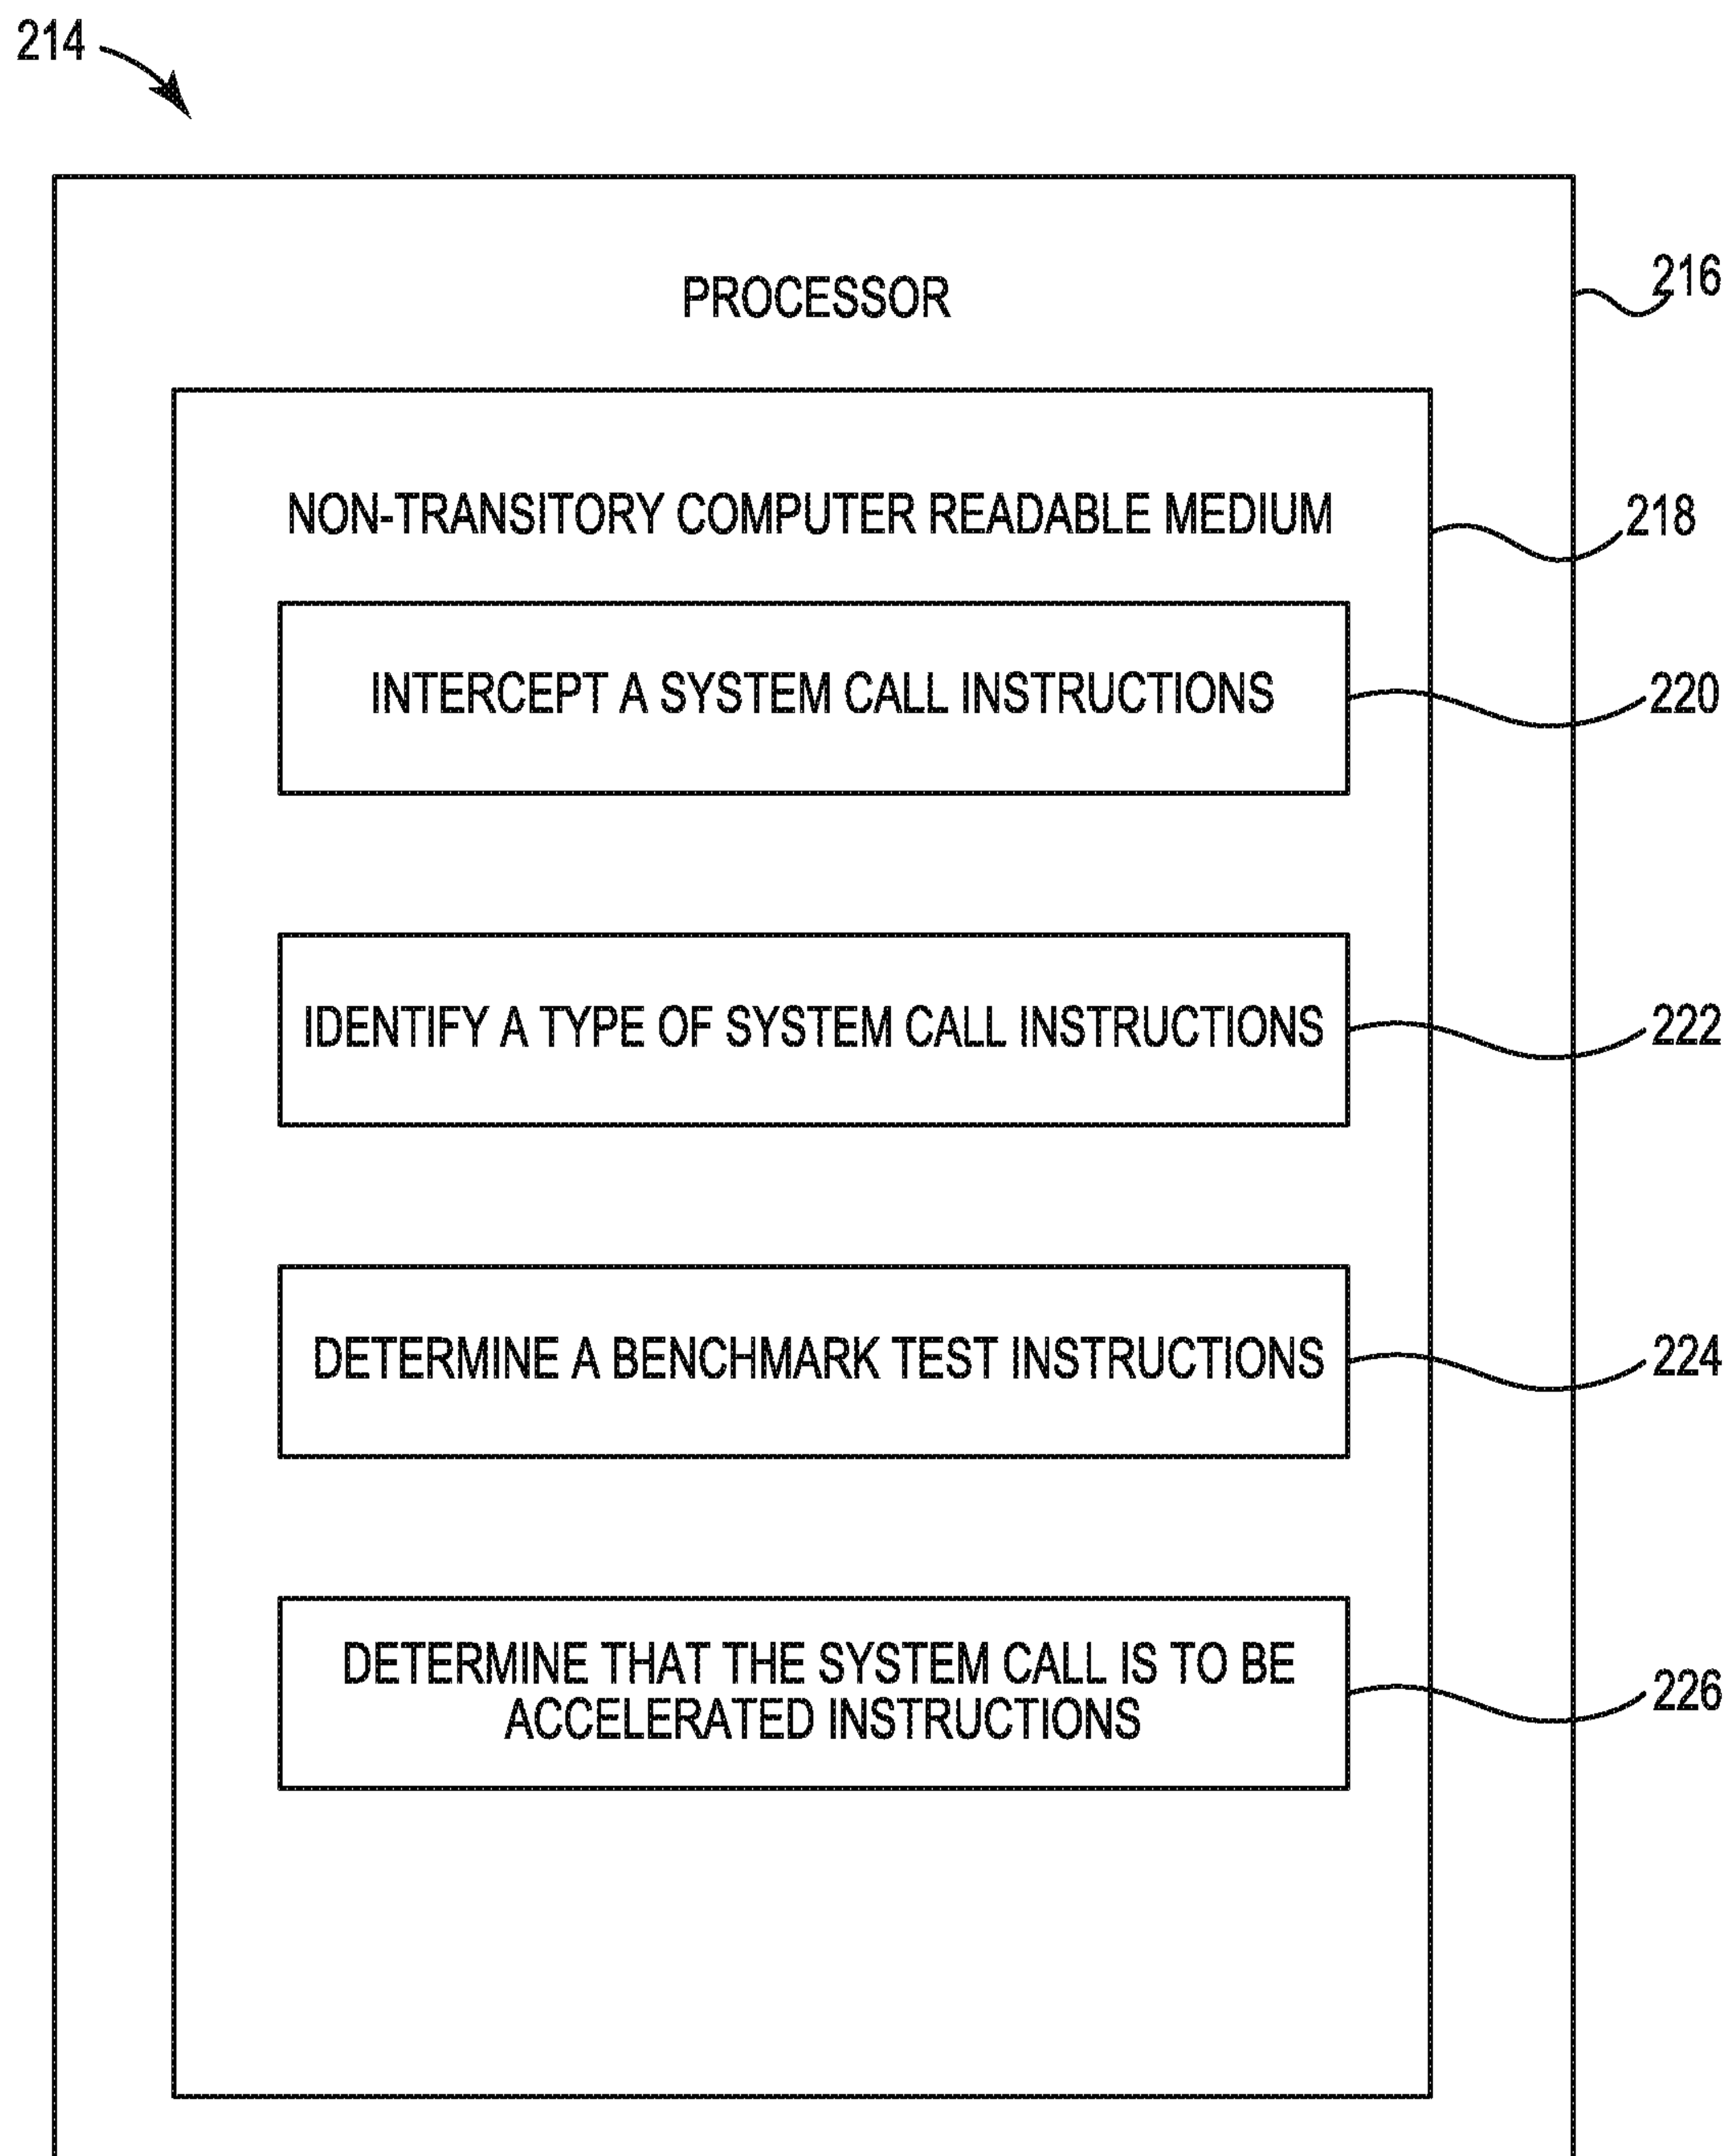 214
PROCESSOR
216
NON-TRANSITORY COMPUTER READABLE MEDIUM
218
INTERCEPT A SYSTEM CALL INSTRUCTIONS
220
IDENTIFY A TYPE OF SYSTEM CALL INSTRUCTIONS
222
DETERMINE A BENCHMARK TEST INSTRUCTIONS
224
DETERMINE THAT THE SYSTEM CALL IS TO BE
ACCELERATED INSTRUCTIONS
226